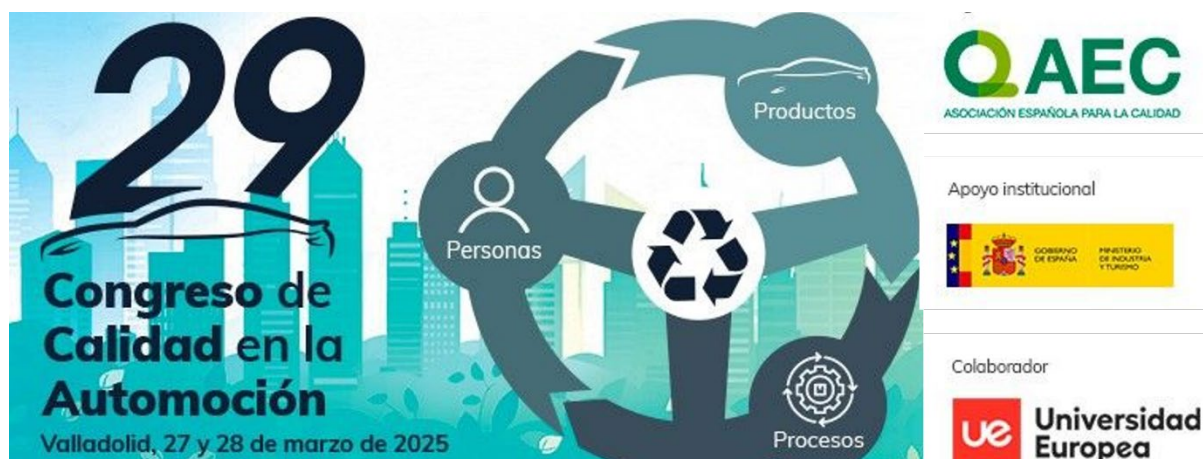 29
Congreso de
Calidad en la
Automoción
Valladolid, 27 y 28 de marzo de 2025
Productos
Personas
Procesos
AEC
ASOCIACIÓN ESPAÑOLA PARA LA CALIDAD
Apoyo institucional
GOBIERNO
DE ESPAÑA
MINISTERIO
DE INDUSTRIA
Y TURISMO
Colaborador
ue
Universidad
Europea